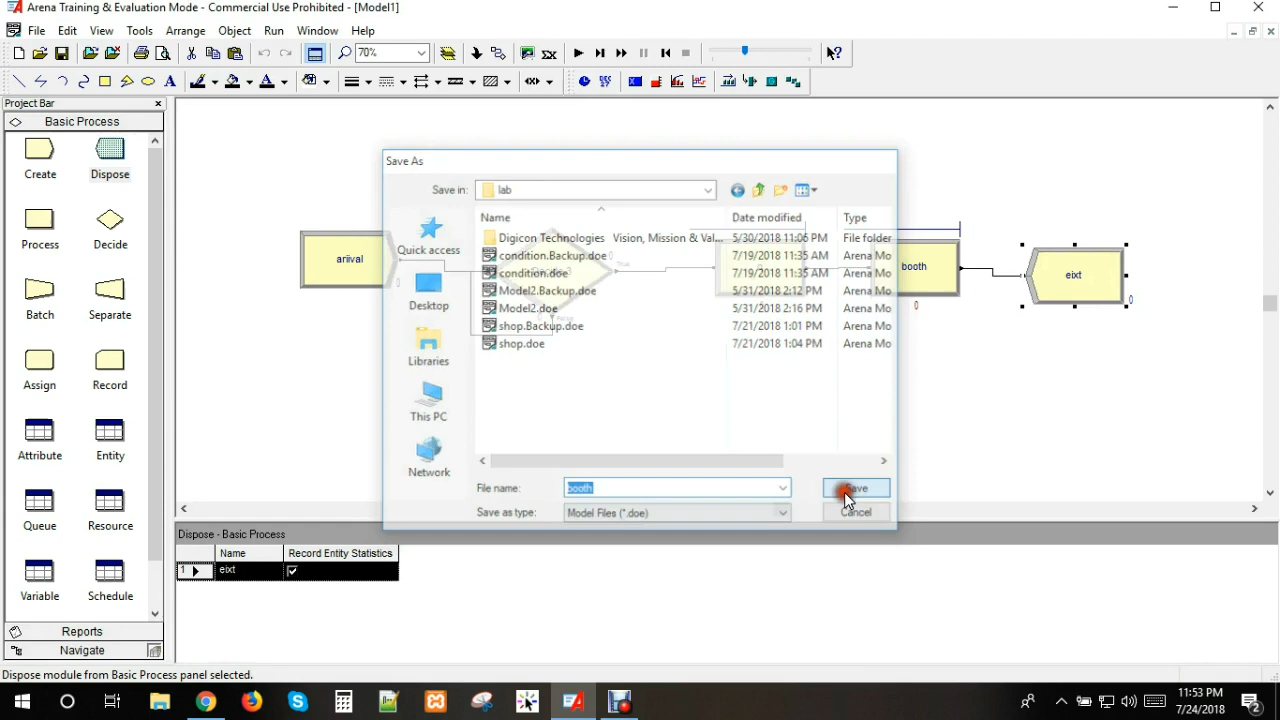 Arena Training & Evaluation Mode - Commercial Use Prohibited - [Model1]
File Edit View Tools Arrange Object Run Window Help
70%
Project Bar
Basic Process
Create Dispose
Process Decide
Batch Separate
Assign Record
Attribute Entity
Queue Resource
Variable Schedule
Reports
Navigate
ariival
0
True
False
0
booth
0
eixt
0
Save As
Save in: lab
Name Date modified Type
Digicon Technologies Vision, Mission & Val... 5/30/2018 11:06 PM File folder
condition.Backup.doe 7/19/2018 11:35 AM Arena Mo
condition.doe 7/19/2018 11:35 AM Arena Mo
Model2.Backup.doe 5/31/2018 2:12 PM Arena Mo
Model2.doe 5/31/2018 2:16 PM Arena Mo
shop.Backup.doe 7/21/2018 1:01 PM Arena Mo
shop.doe 7/21/2018 1:04 PM Arena Mo
Quick access
Desktop
Libraries
This PC
Network
File name: booth Save
Save as type: Model Files (*.doe) Cancel
Dispose - Basic Process
Name Record Entity Statistics
1 eixt
Dispose module from Basic Process panel selected.
11:53 PM
7/24/2018
2